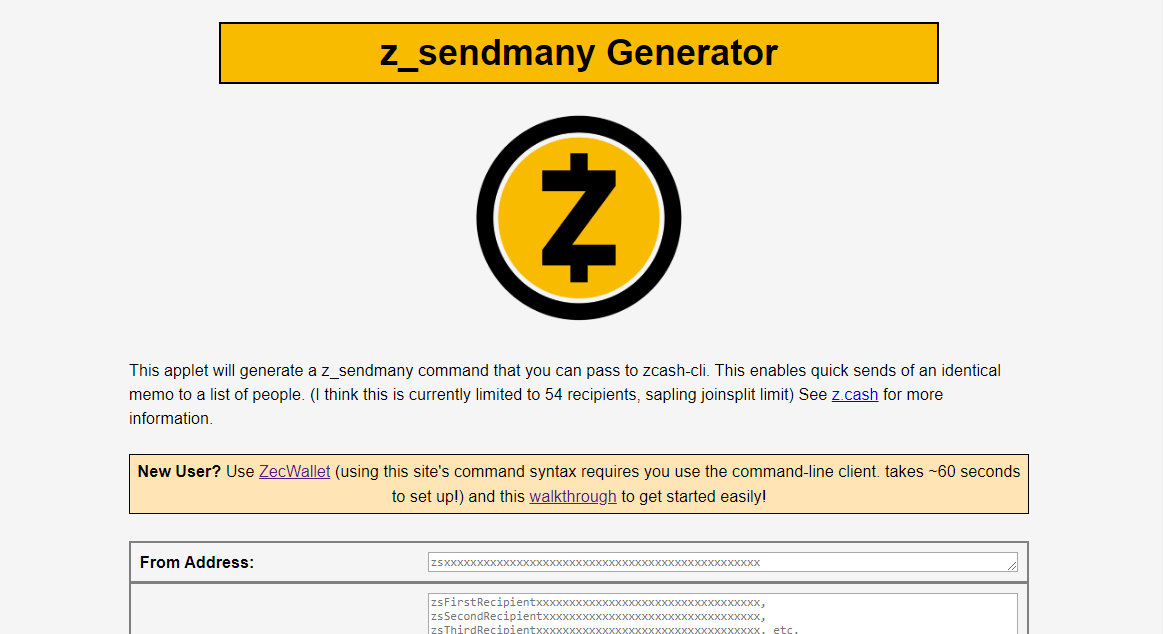 z_sendmany Generator
This applet will generate a z_sendmany command that you can pass to zcash-cli. This enables quick sends of an identical
memo to a list of people. (I think this is currently limited to 54 recipients, sapling joinsplit limit) See z.cash for more
information.
New User? Use ZecWallet (using this site's command syntax requires you use the command-line client. takes ~60 seconds
to set up!) and this walkthrough to get started easily!
From Address:
zsxxxxxxxxxxxxxxxxxxxxxxxxxxxxxxxxxxxxxxxxxxxxxxxx
zsFirstRecipientxxxxxxxxxxxxxxxxxxxxxxxxxxxxxxxxxx,
zsSecondRecipientxxxxxxxxxxxxxxxxxxxxxxxxxxxxxxxxx,
zsThirdRecipientxxxxxxxxxxxxxxxxxxxxxxxxxxxxxxxxxx, etc.